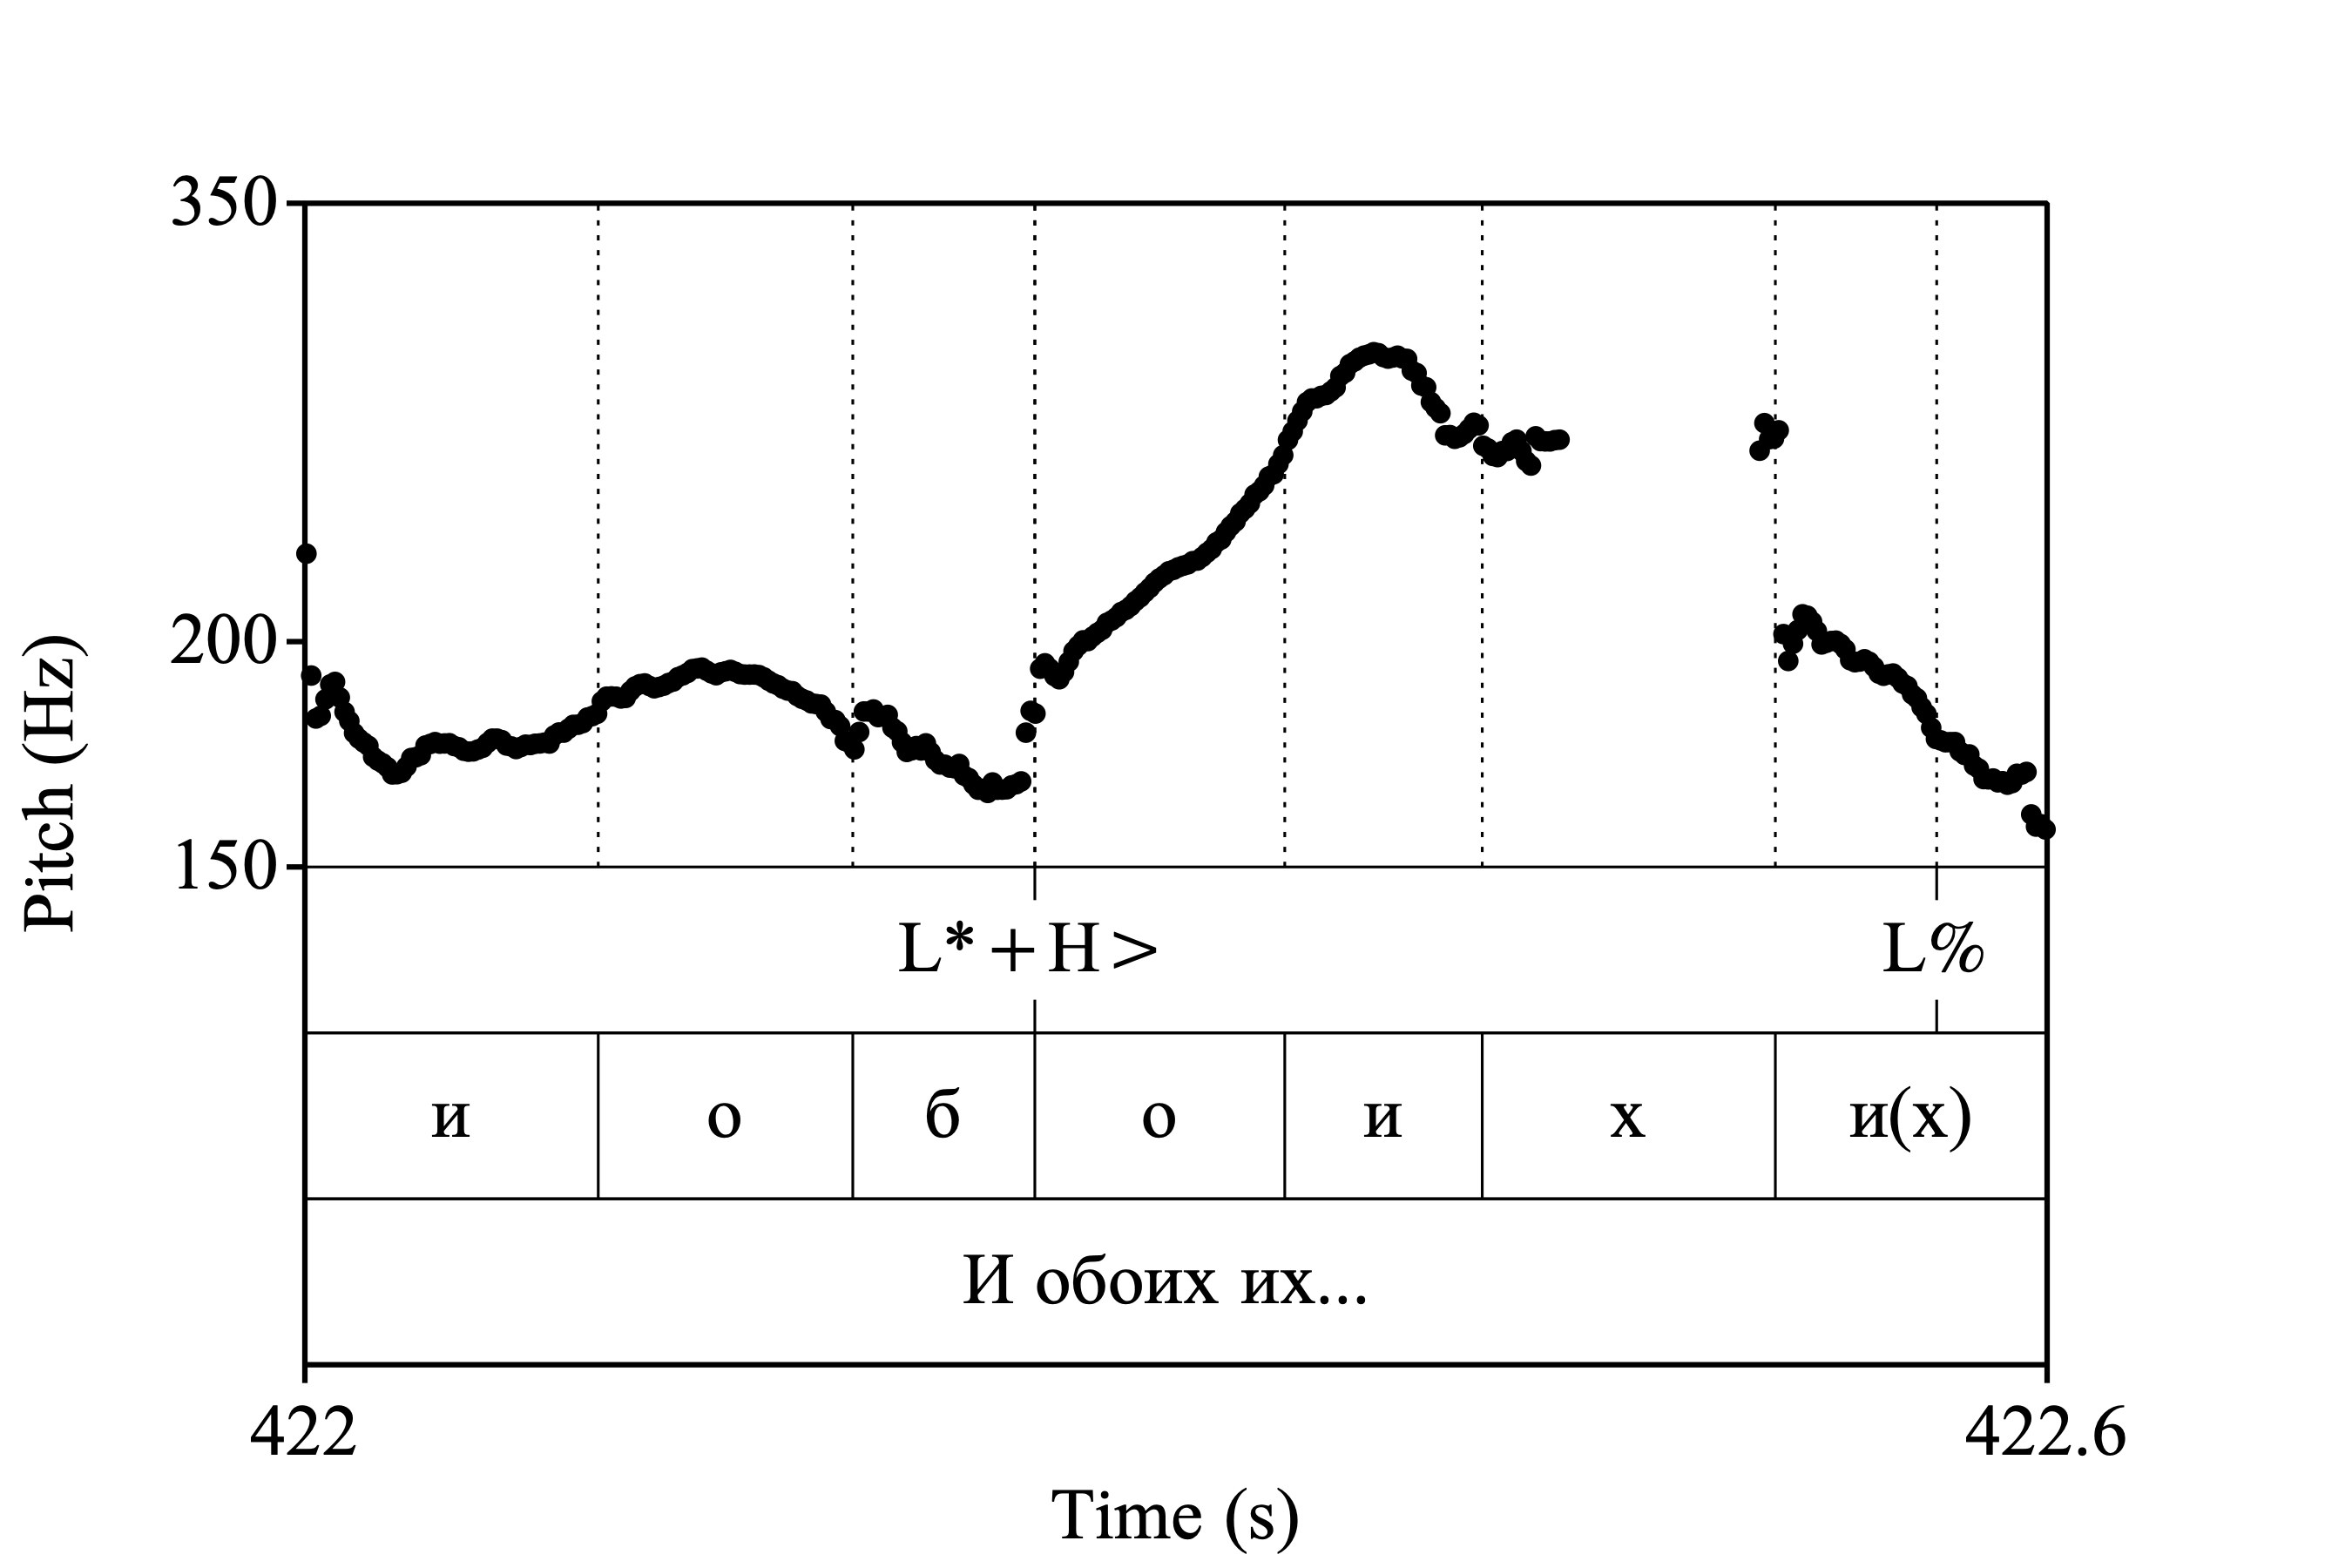 350
200
150
Pitch (Hz)
L*+H> L%
и о б о и х и(х)
И обоих их...
422 422.6
Time (s)